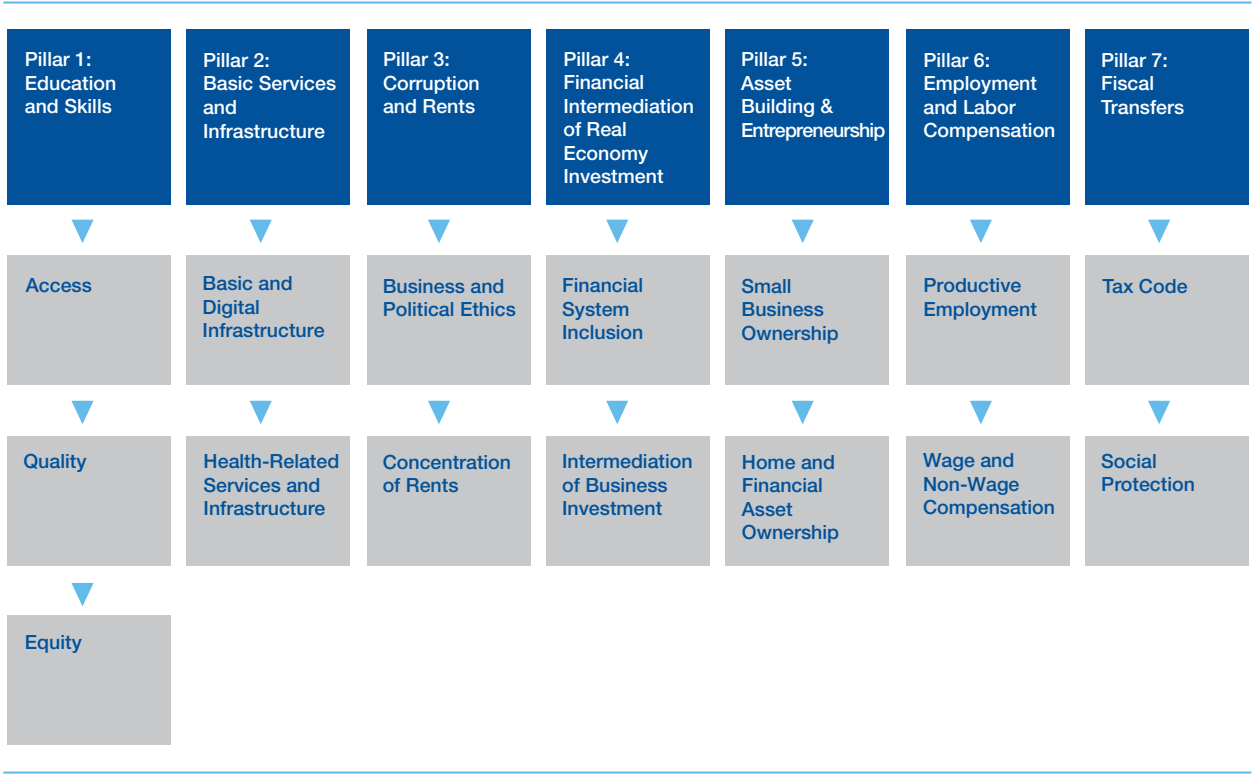 Pillar 1:
Education
and Skills
Pillar 2:
Basic Services
and
Infrastructure
Pillar 3:
Corruption
and Rents
Pillar 4:
Financial
Intermediation
of Real
Economy
Investment
Pillar 5:
Asset
Building &
Entrepreneurship
Pillar 6:
Employment
and Labor
Compensation
Pillar 7:
Fiscal
Transfers
Access
Basic and
Digital
Infrastructure
Business and
Political Ethics
Financial
System
Inclusion
Small
Business
Ownership
Productive
Employment
Tax Code
Quality
Health-Related
Services and
Infrastructure
Concentration
of Rents
Intermediation
of Business
Investment
Home and
Financial
Asset
Ownership
Wage and
Non-Wage
Compensation
Social
Protection
Equity